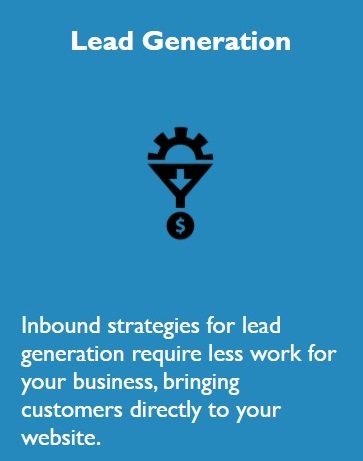 Lead Generation
$
Inbound strategies for lead
generation require less work for
your business, bringing
customers directly to your
website.